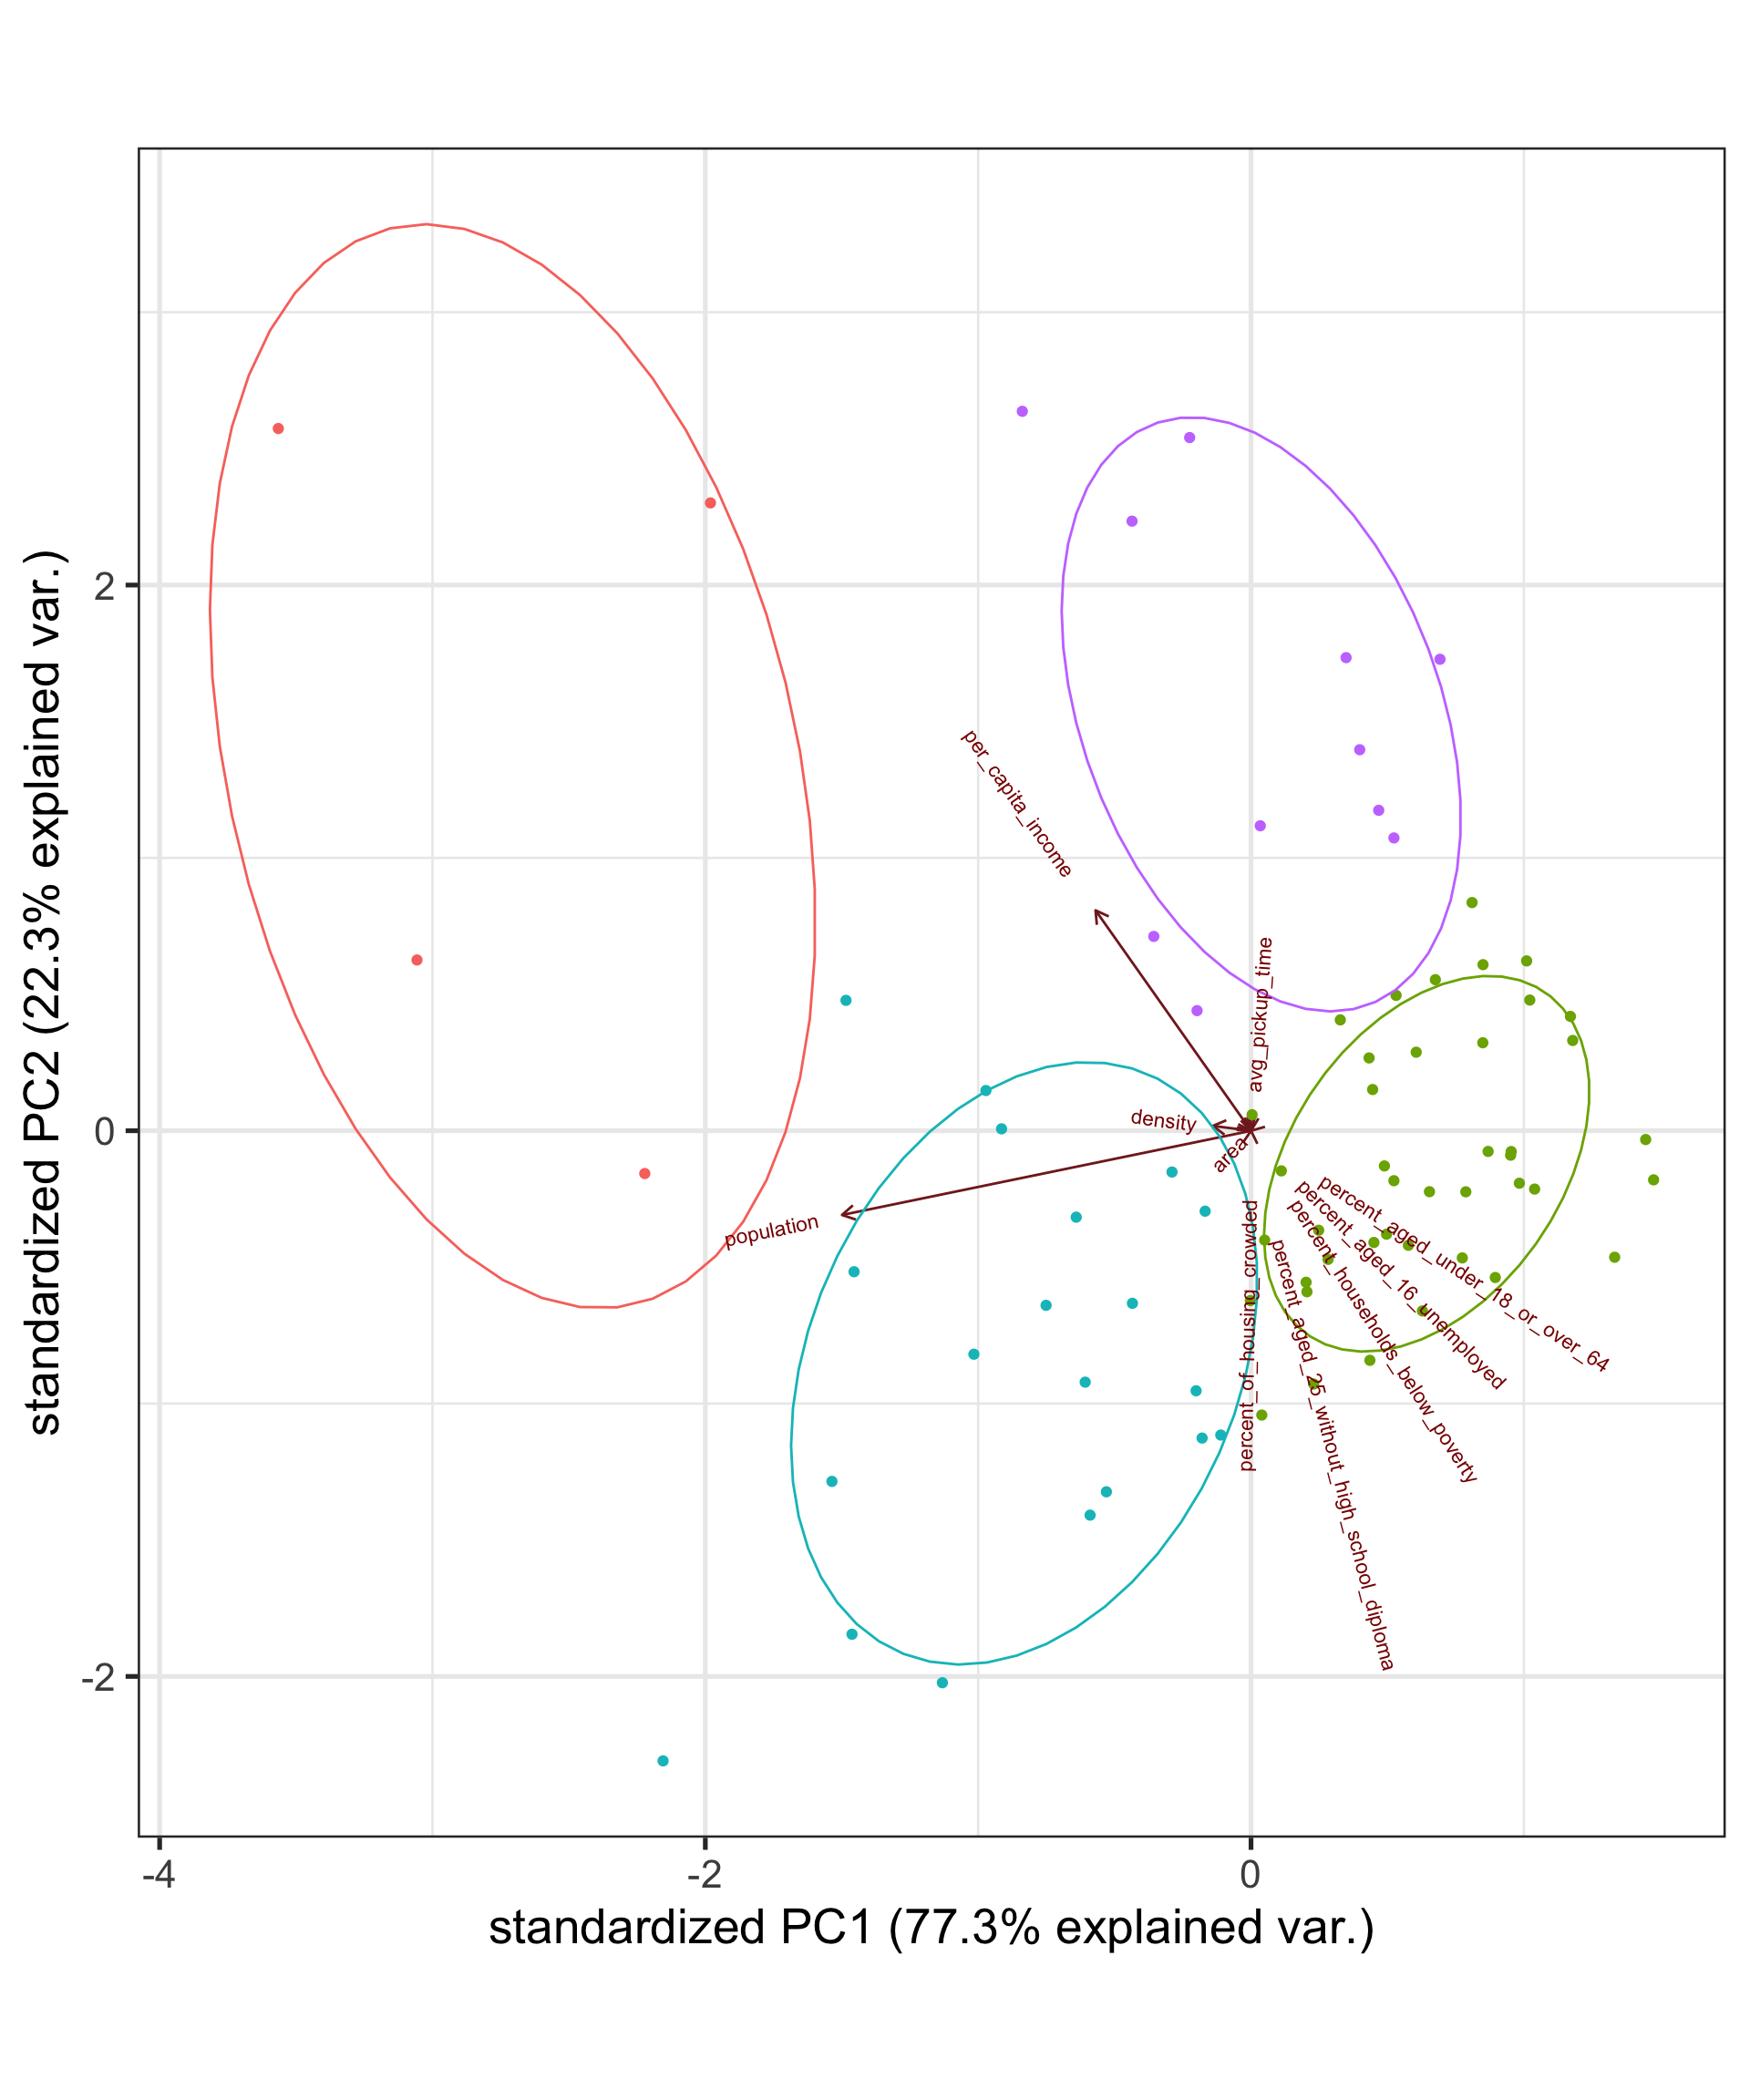 standardized PC2 (22.3% explained var.)
2
0
-2
per_capita_income
avg_pickup_time
density
area
population
percent_of_housing_crowded
percent_aged_under_18_or_over_64
percent_aged_16_unemployed
percent_households_below_poverty
percent_aged_25_without_high_school_diploma
-4
-2
0
standardized PC1 (77.3% explained var.)